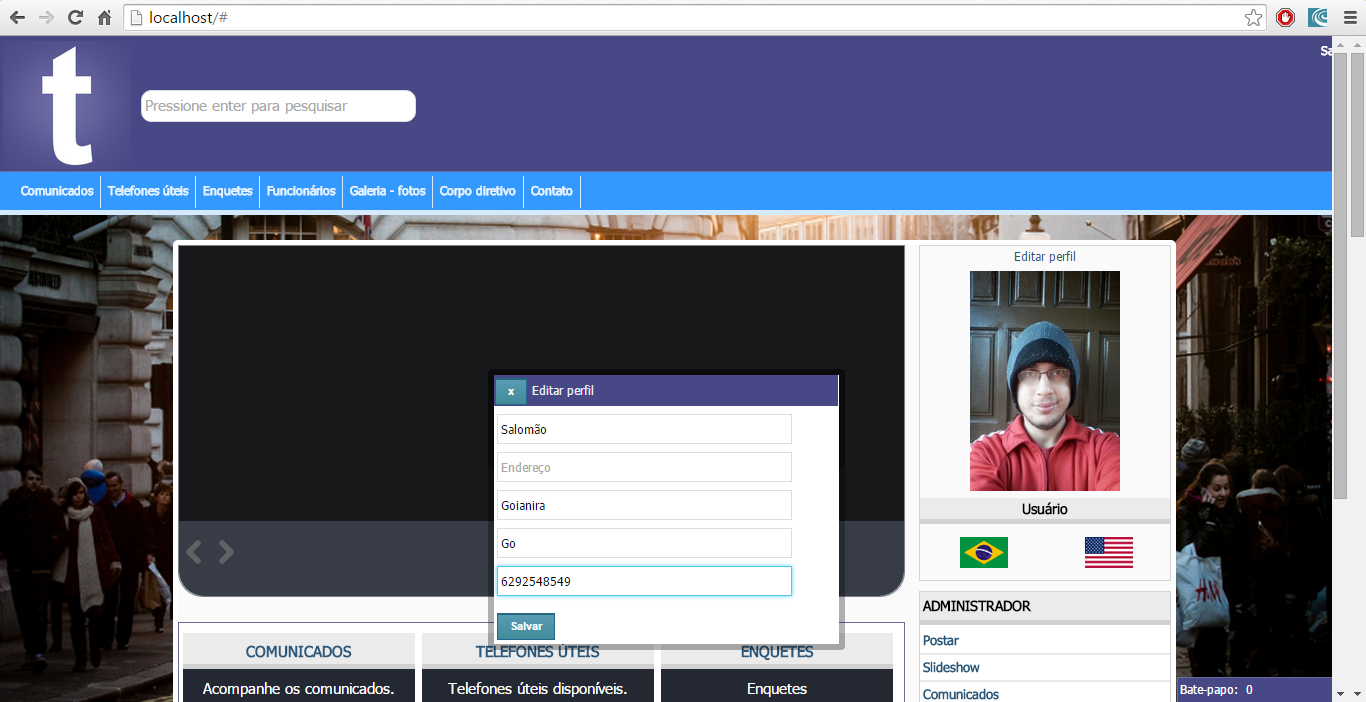 localhost/#
Sa
t
Pressione enter para pesquisar
Comunicados Telefones úteis Enquetes Funcionários Galeria - fotos Corpo diretivo Contato
Editar perfil
x Editar perfil
Salomão
Endereço
Goianira
Go
6292548549
Salvar
Usuário
ADMINISTRADOR
Postar
Slideshow
Comunicados
COMUNICADOS TELEFONES ÚTEIS ENQUETES
Acompanhe os comunicados. Telefones úteis disponíveis. Enquetes
H&M
Bate-papo: 0